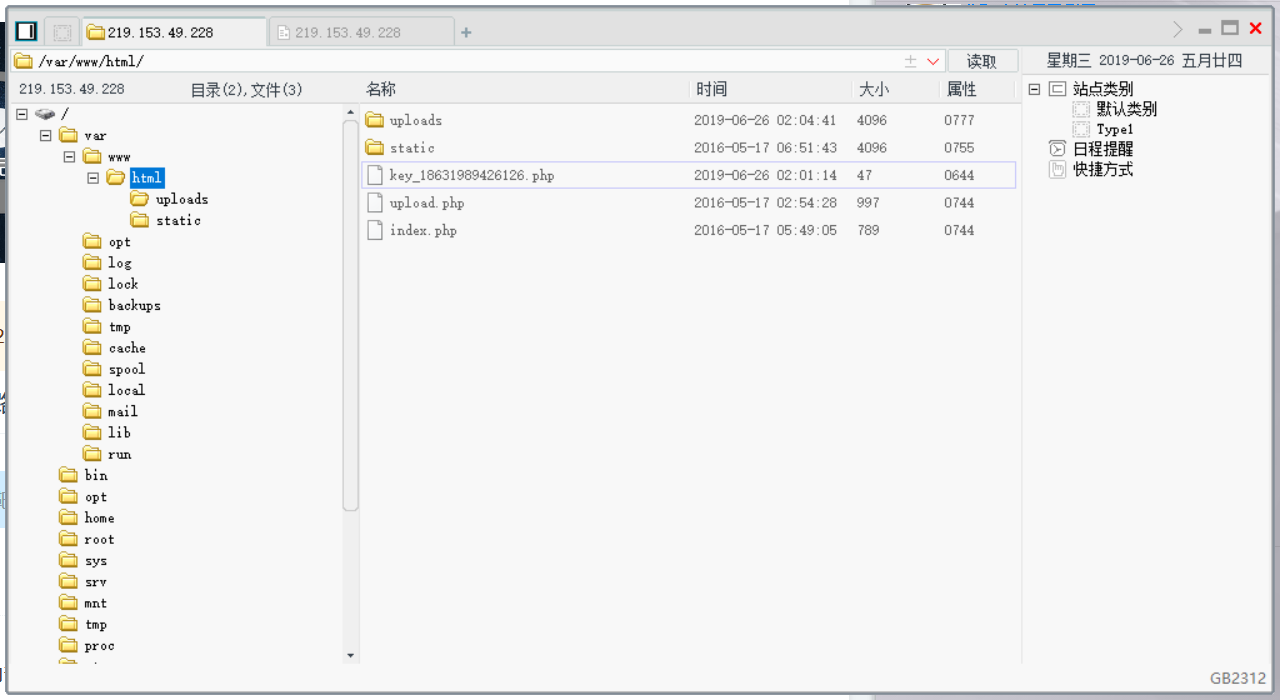 219.153.49.228
219.153.49.228
+
/var/www/html/
读取
星期三 2019-06-26 五月廿四
219.153.49.228
目录(2),文件(3)
名称 时间 大小 属性
/
var
www
html
uploads
static
opt
log
lock
backups
tmp
cache
spool
local
mail
lib
run
bin
opt
home
root
sys
srv
mnt
tmp
proc
uploads 2019-06-26 02:04:41 4096 0777
static 2016-05-17 06:51:43 4096 0755
key_18631989426126.php 2019-06-26 02:01:14 47 0644
upload.php 2016-05-17 02:54:28 997 0744
index.php 2016-05-17 05:49:05 789 0744
站点类别
默认类别
Type1
日程提醒
快捷方式
GB2312